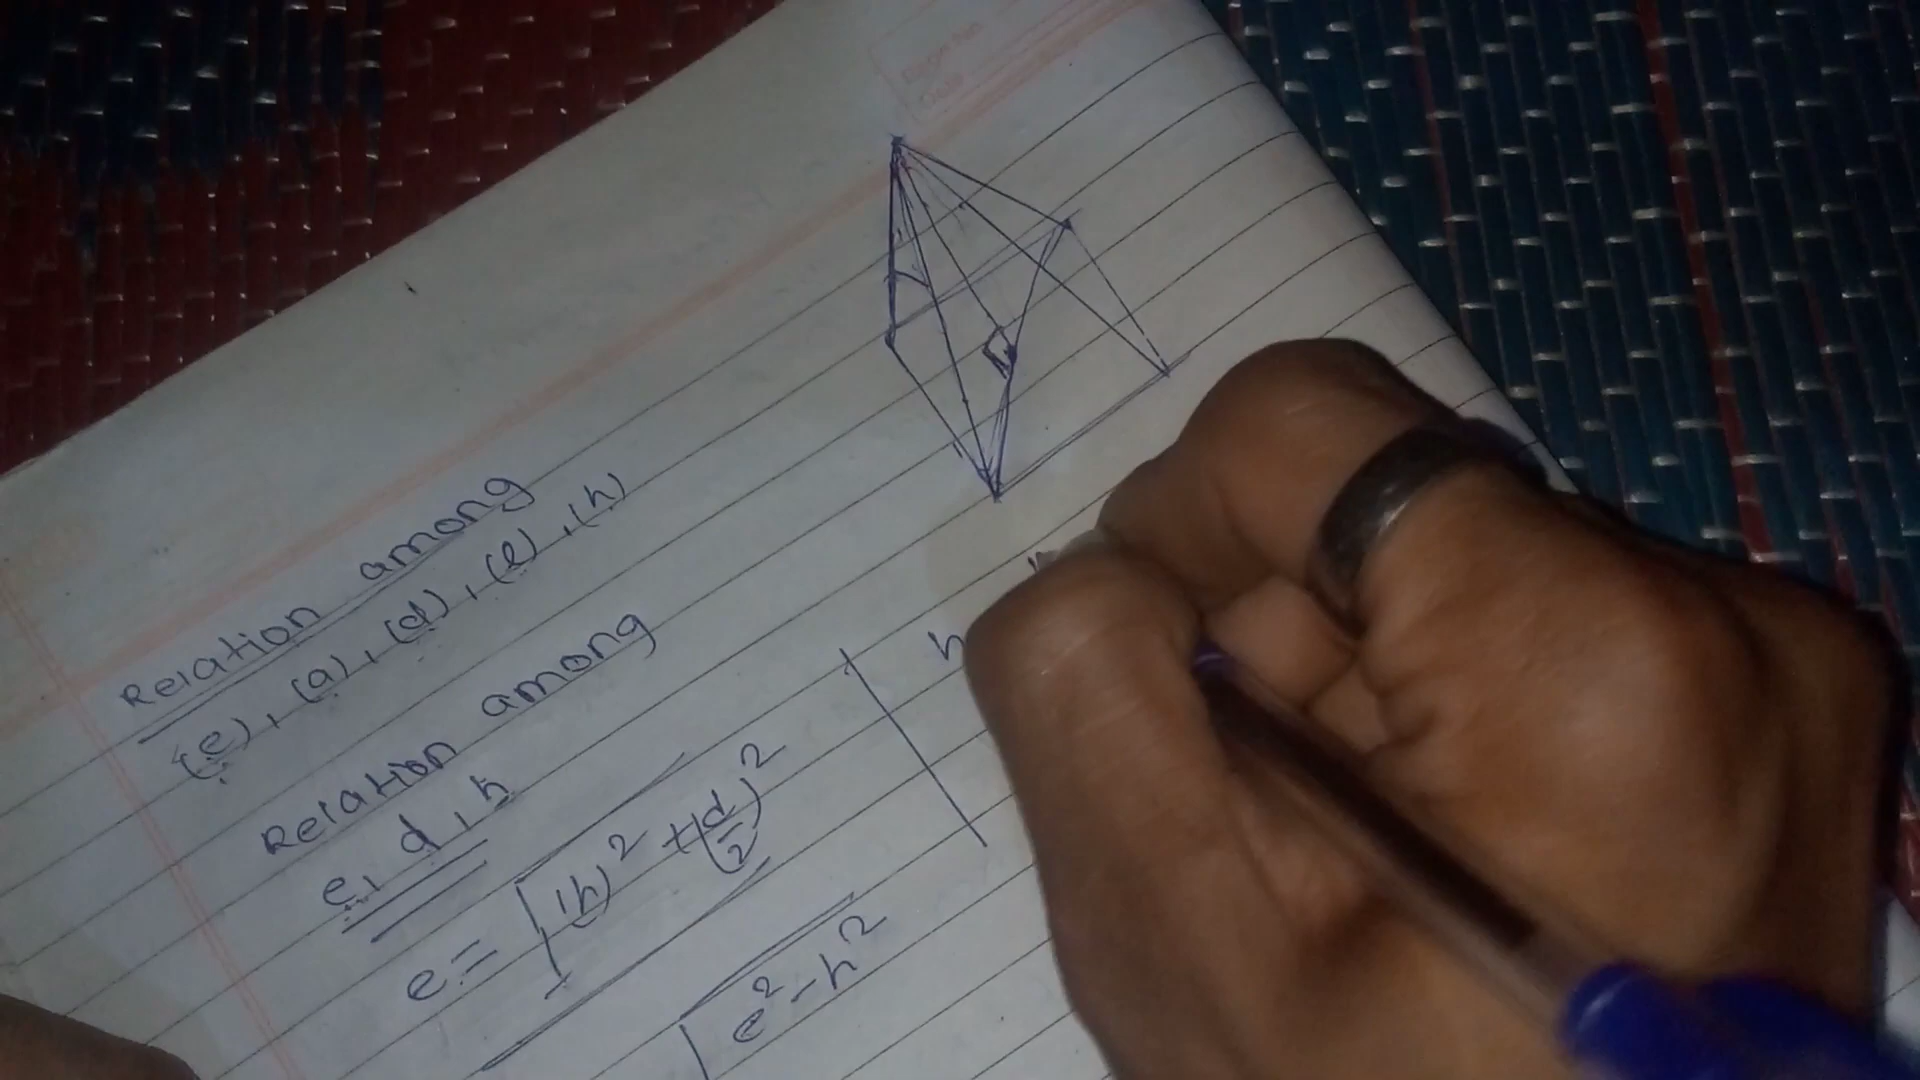 Relation among
(e), (a), (d), (l), (h)
Relation among
e, d, h
e = √(h)² + (d/2)²
h
√e² - h²